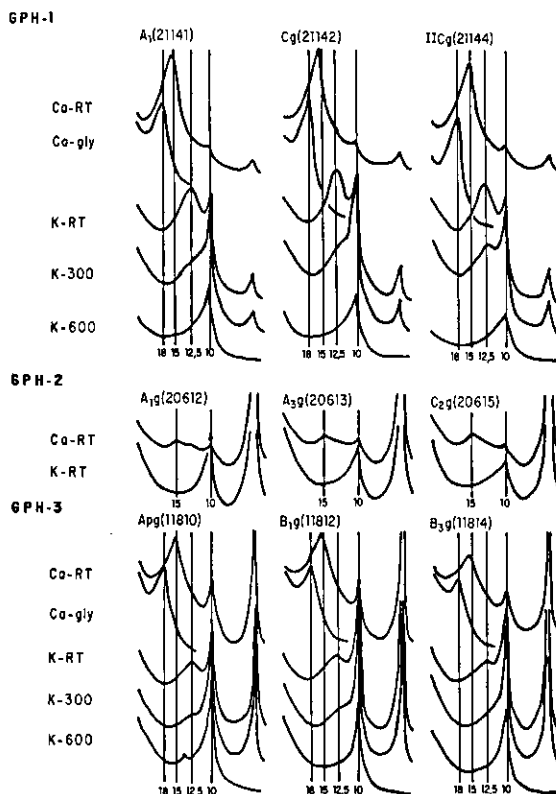 GPH-1
A₁(21141) Cg(21142) IICg(21144)
Ca-RT
Ca-gly
K-RT
K-300
K-600
18 15 12,5 10 18 15 12,5 10 18 15 12,5 10
GPH-2
A₁g(20612) A₃g(20613) C₂g(20615)
Ca-RT
K-RT
15 10 15 10 15 10
GPH-3
Apg(11810) B₁g(11812) B₃g(11814)
Ca-RT
Ca-gly
K-RT
K-300
K-600
18 15 12,5 10 18 15 12,5 10 18 15 12,5 10